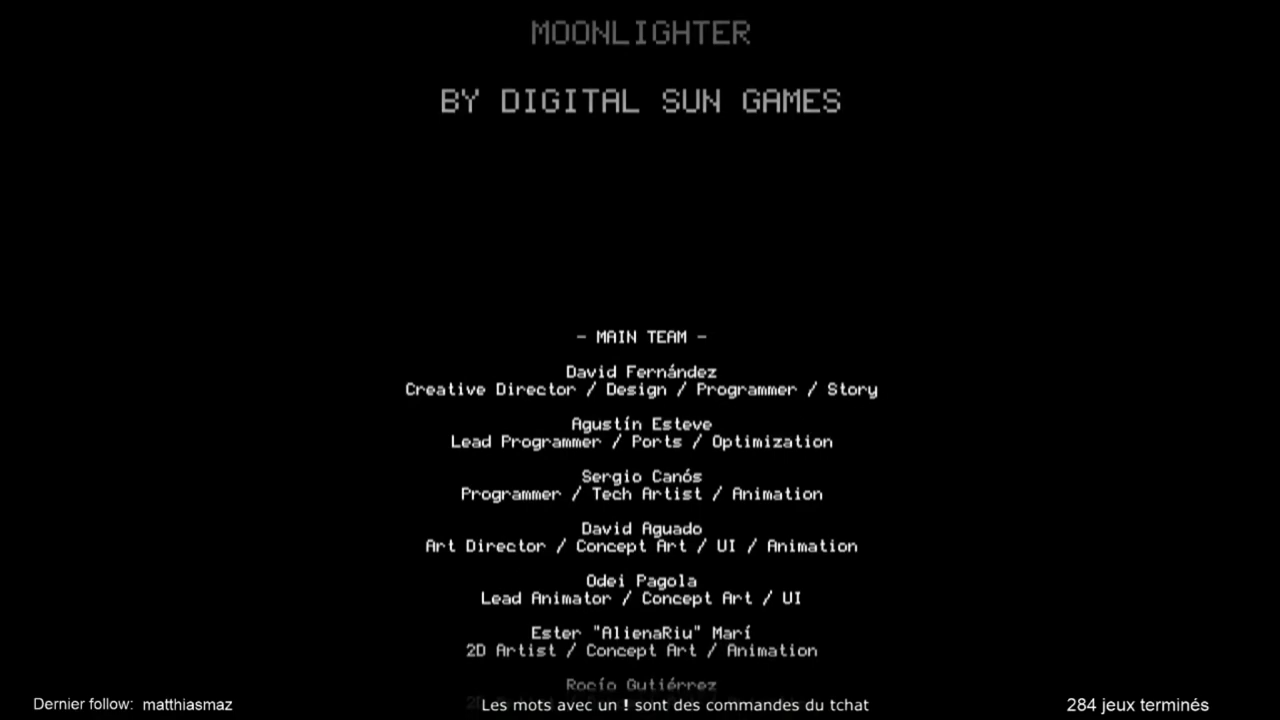 MOONLIGHTER
BY DIGITAL SUN GAMES
- MAIN TEAM -
David Fernández
Creative Director / Design / Programmer / Story
Agustín Esteve
Lead Programmer / Ports / Optimization
Sergio Canós
Programmer / Tech Artist / Animation
David Aguado
Art Director / Concept Art / UI / Animation
Odei Pagola
Lead Animator / Concept Art / UI
Ester "AlienaRiu" Marí
2D Artist / Concept Art / Animation
Rocío Gutiérrez
Dernier follow: matthiasmaz
Les mots avec un ! sont des commandes du tchat
284 jeux terminés